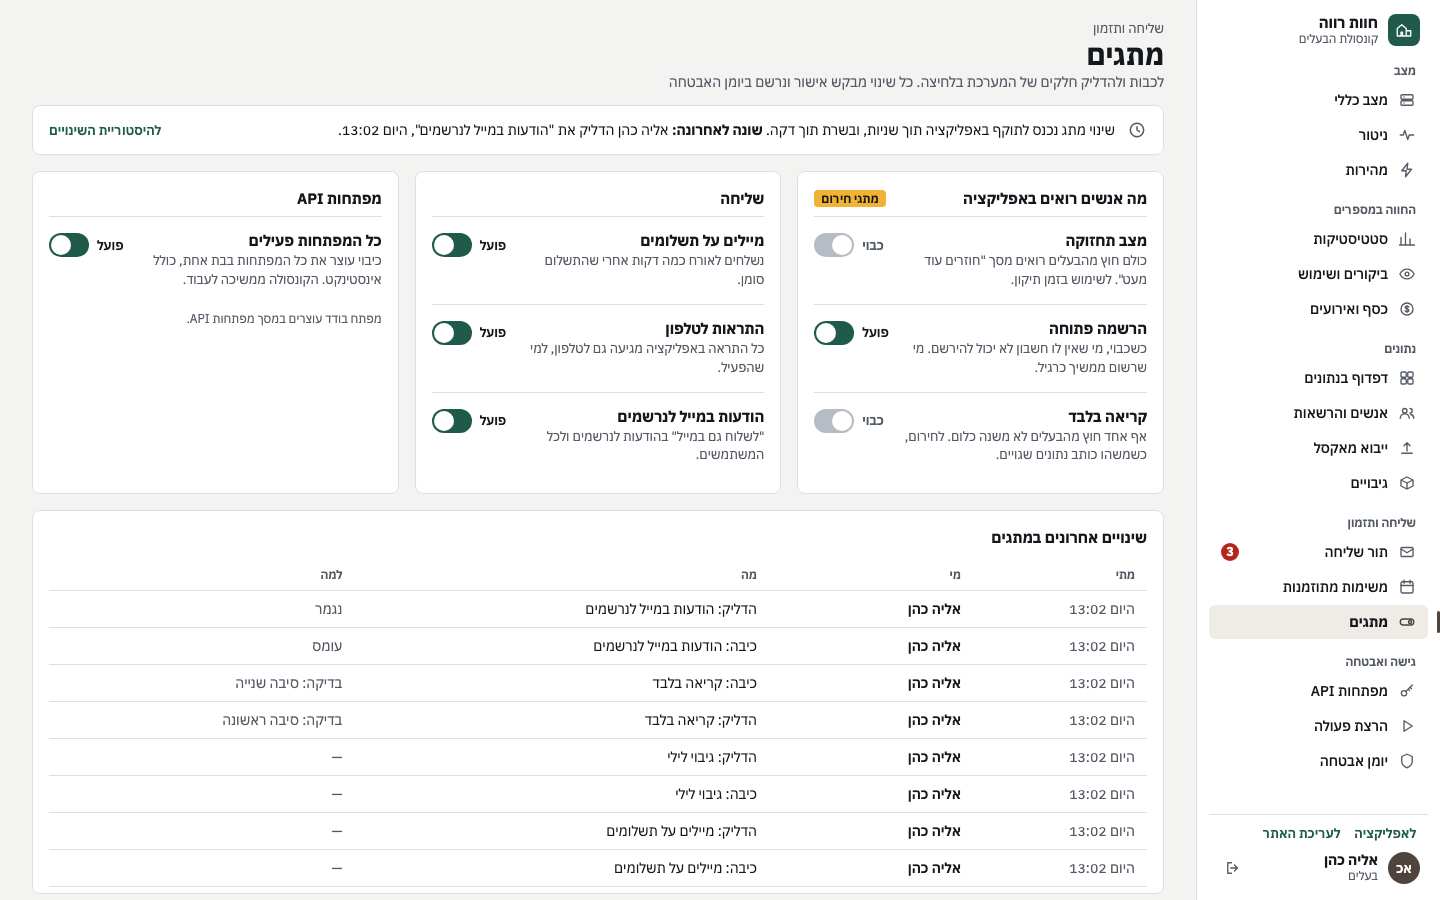 חוות רווה
קונסולת הבעלים
מצב
מצב כללי
ניטור
מהירות
החווה במספרים
סטטיסטיקות
ביקורים ושימוש
כסף ואירועים
נתונים
דפדוף בנתונים
אנשים והרשאות
ייבוא מאקסל
גיבויים
שליחה ותזמון
תור שליחה 3
משימות מתוזמנות
מתגים
גישה ואבטחה
מפתחות API
הרצת פעולה
יומן אבטחה
לאפליקציה לעריכת האתר
אכ
אליה כהן
בעלים
שליחה ותזמון
מתגים
לכבות ולהדליק חלקים של המערכת בלחיצה. כל שינוי מבקש אישור ונרשם ביומן האבטחה
שינוי מתג נכנס לתוקף באפליקציה תוך שניות, ובשרת תוך דקה. שונה לאחרונה: אליה כהן הדליק את "הודעות במייל לנרשמים", היום 13:02.
להיסטוריית השינויים
מה אנשים רואים באפליקציה
מתגי חירום
מצב תחזוקה
כבוי
כולם חוץ מהבעלים רואים מסך "חוזרים עוד
מעט". לשימוש בזמן תיקון.
הרשמה פתוחה
פועל
כשכבוי, מי שאין לו חשבון לא יכול להירשם. מי
שרשום ממשיך כרגיל.
קריאה בלבד
כבוי
אף אחד חוץ מהבעלים לא משנה כלום. לחירום,
כשמשהו כותב נתונים שגויים.
שליחה
מיילים על תשלומים
פועל
נשלחים לאורח כמה דקות אחרי שהתשלום
סומן.
התראות לטלפון
פועל
כל התראה באפליקציה מגיעה גם לטלפון, למי
שהפעיל.
הודעות במייל לנרשמים
פועל
"לשלוח גם במייל" בהודעות לנרשמים ולכל
המשתמשים.
מפתחות API
כל המפתחות פעילים
פועל
כיבוי עוצר את כל המפתחות בבת אחת, כולל
אינסטינקט. הקונסולה ממשיכה לעבוד.
מפתח בודד עוצרים במסך מפתחות API.
שינויים אחרונים במתגים
מתי מי מה למה
היום 13:02 אליה כהן הדליק: הודעות במייל לנרשמים נגמר
היום 13:02 אליה כהן כיבה: הודעות במייל לנרשמים עומס
היום 13:02 אליה כהן כיבה: קריאה בלבד בדיקה: סיבה שנייה
היום 13:02 אליה כהן הדליק: קריאה בלבד בדיקה: סיבה ראשונה
היום 13:02 אליה כהן הדליק: גיבוי לילי —
היום 13:02 אליה כהן כיבה: גיבוי לילי —
היום 13:02 אליה כהן הדליק: מיילים על תשלומים —
היום 13:02 אליה כהן כיבה: מיילים על תשלומים —